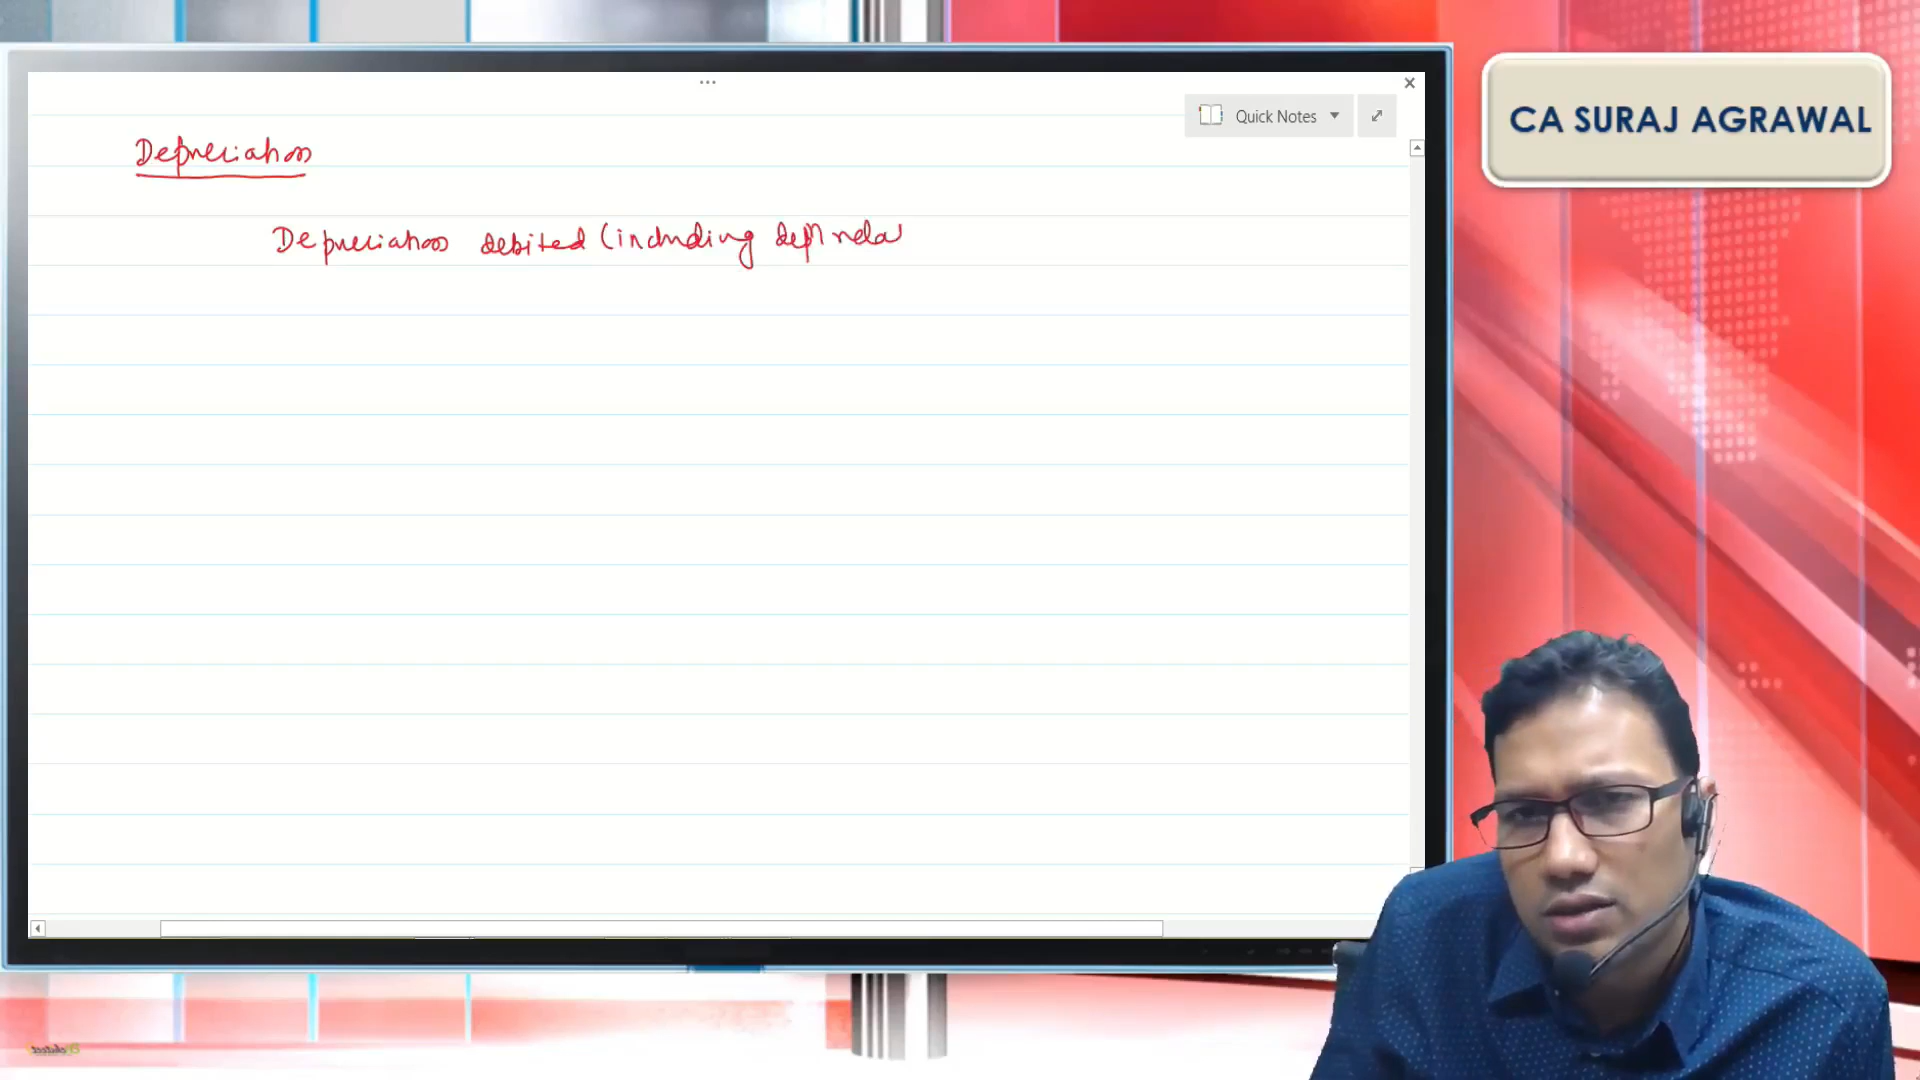 CA SURAJ AGRAWAL
Quick Notes
Depreciation
Depreciation debited (including depn rela